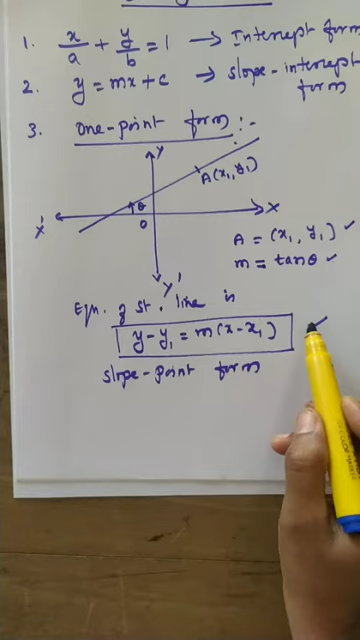 1. x/a + y/b = 1 → Intercept form
2. y = mx + c → slope-intercept form
3. one-point form :-
Y
A(x₁, y₁)
θ
X' O X
Y'
A = (x₁, y₁) ✓
m = tanθ ✓
Eqn. of st. line is
y - y₁ = m(x - x₁)
slope-point form